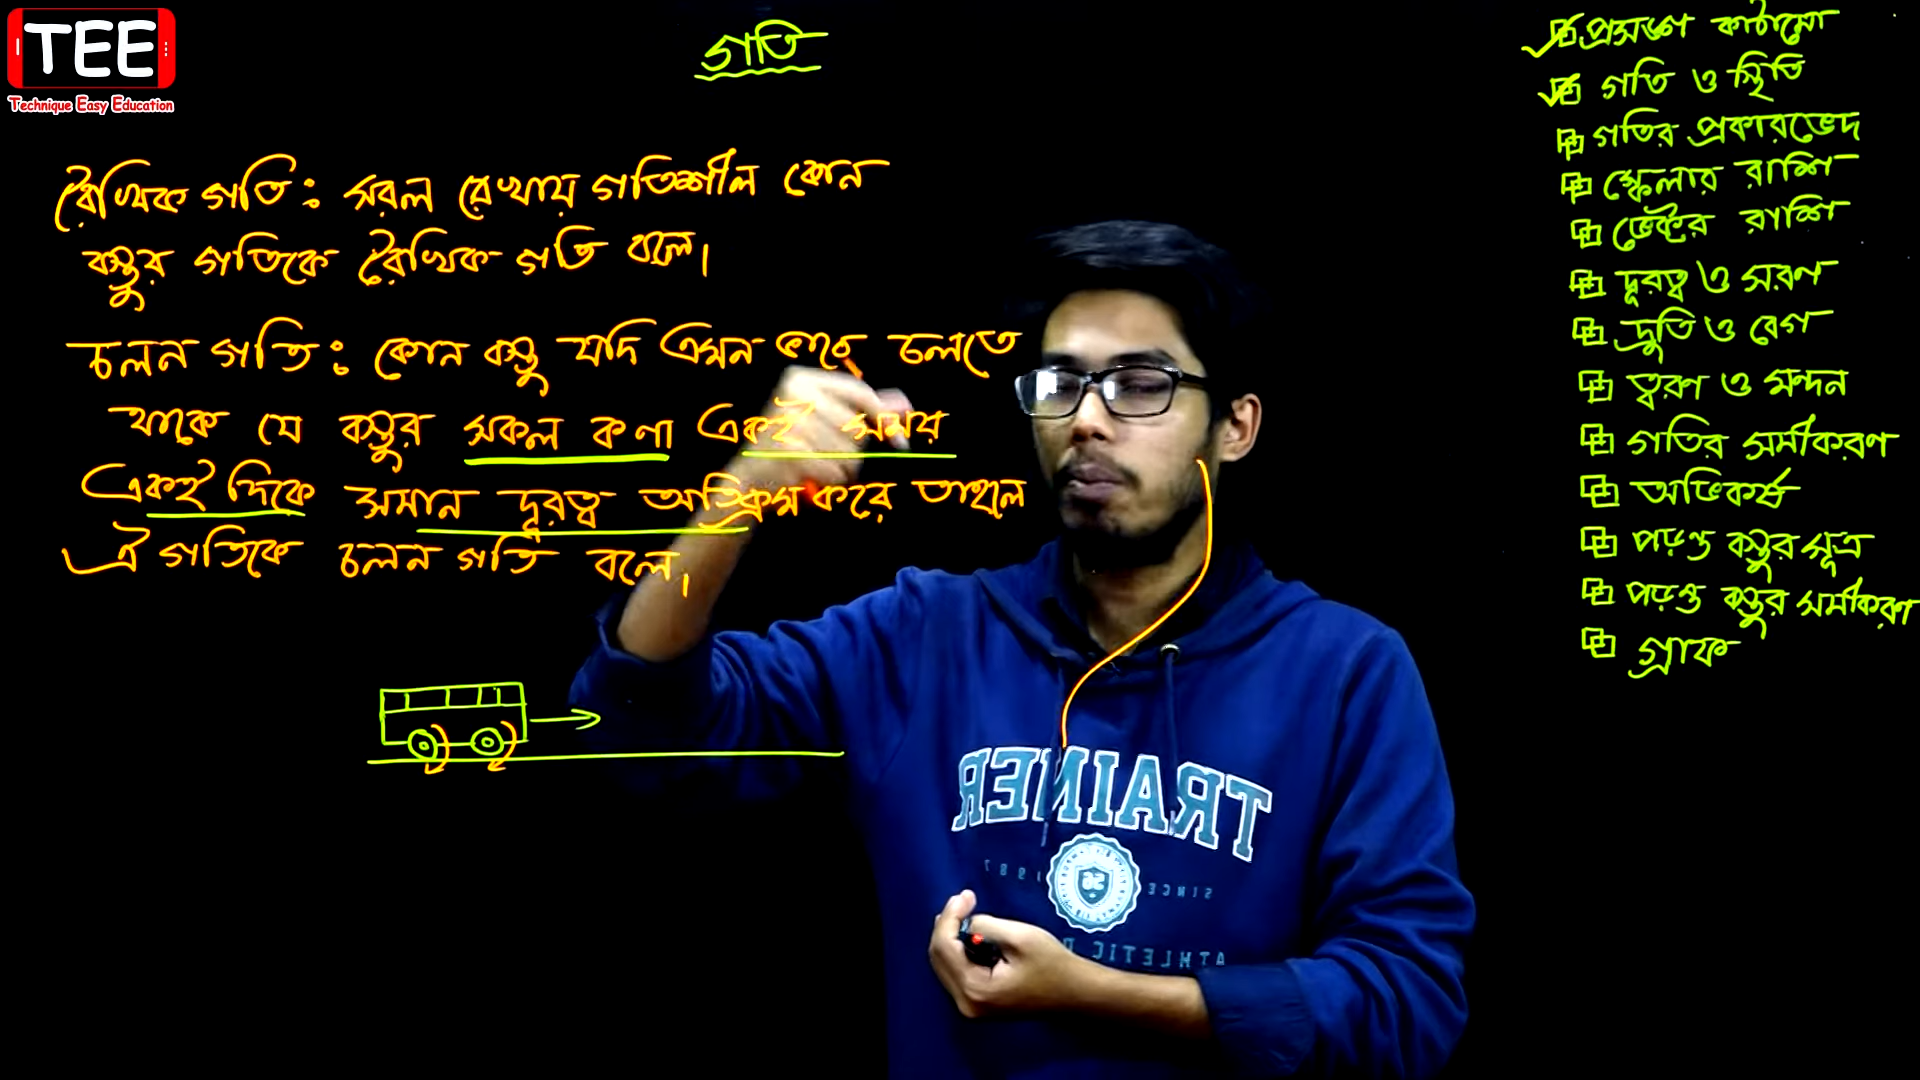 TEE
Technique Easy Education
গতি
রৈখিক গতি: সরল রেখায় গতিশীল কোন
বস্তুর গতিকে রৈখিক গতি বলে।
চলন গতি: কোন বস্তু যদি এমন ভাবে চলতে
থাকে যে বস্তুর সকল কণা একই সময়
একই দিকে সমান দূরত্ব অতিক্রম করে তাহলে
ঐ গতিকে চলন গতি বলে।
প্রসঙ্গ কাঠামো
গতি ও স্থিতি
গতির প্রকারভেদ
স্কেলার রাশি
ভেক্টর রাশি
দূরত্ব ও সরণ
দ্রুতি ও বেগ
ত্বরণ ও মন্দন
গতির সমীকরণ
অভিকর্ষ
পড়ন্ত বস্তুর সূত্র
পড়ন্ত বস্তুর সমীকরণ
গ্রাফ
TRAINER
SINCE 1987
ATHLETIC